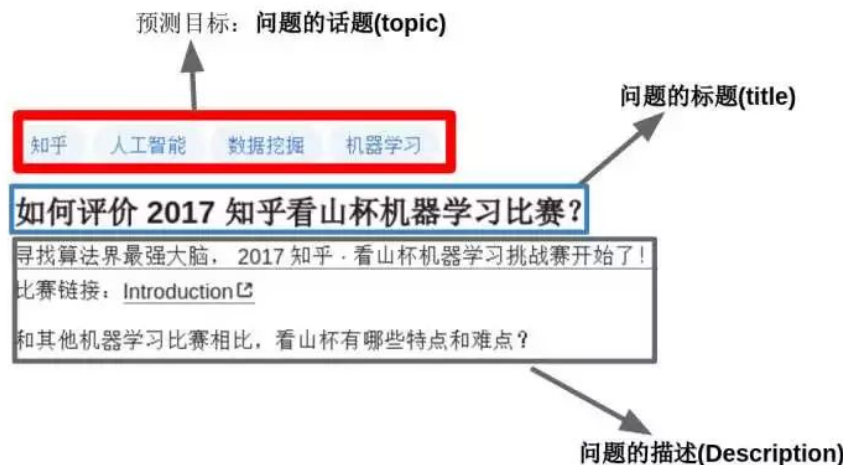 预测目标：问题的话题(topic)
问题的标题(title)
知乎 人工智能 数据挖掘 机器学习
如何评价 2017 知乎看山杯机器学习比赛？
寻找算法界最强大脑， 2017 知乎 · 看山杯机器学习挑战赛开始了！
比赛链接：Introduction
和其他机器学习比赛相比，看山杯有哪些特点和难点？
问题的描述(Description)